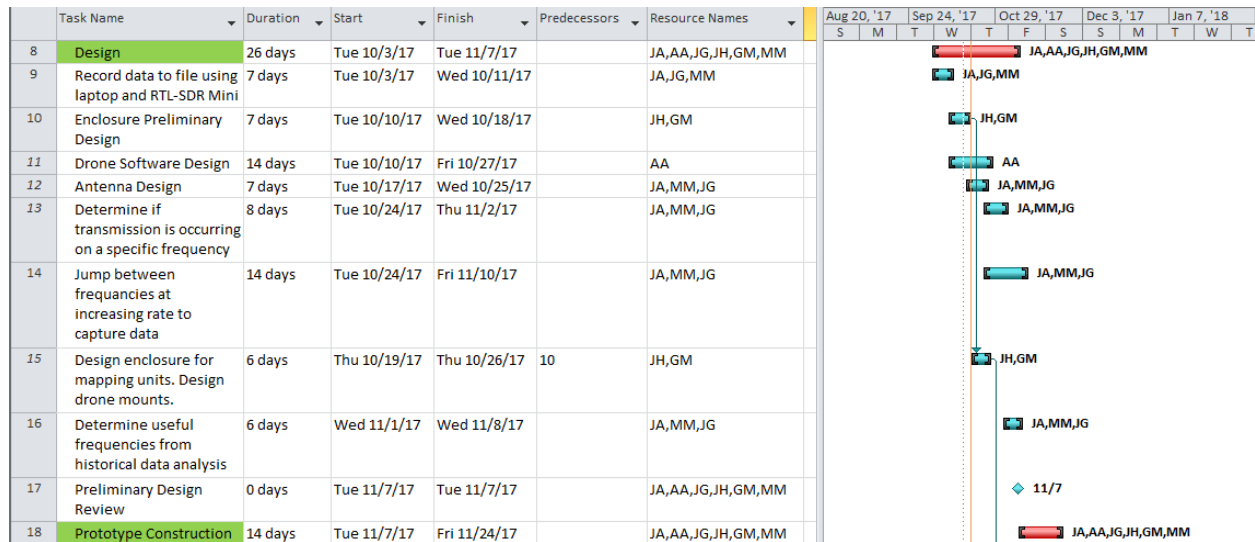 Task Name Duration Start Finish Predecessors Resource Names Aug 20, '17 Sep 24, '17 Oct 29, '17 Dec 3, '17 Jan 7, '18
S M T W T F S S M T W T
8 Design 26 days Tue 10/3/17 Tue 11/7/17 JA,AA,JG,JH,GM,MM JA,AA,JG,JH,GM,MM
9 Record data to file using 7 days Tue 10/3/17 Wed 10/11/17 JA,JG,MM JA,JG,MM
laptop and RTL-SDR Mini
10 Enclosure Preliminary 7 days Tue 10/10/17 Wed 10/18/17 JH,GM JH,GM
Design
11 Drone Software Design 14 days Tue 10/10/17 Fri 10/27/17 AA AA
12 Antenna Design 7 days Tue 10/17/17 Wed 10/25/17 JA,MM,JG JA,MM,JG
13 Determine if 8 days Tue 10/24/17 Thu 11/2/17 JA,MM,JG JA,MM,JG
transmission is occurring
on a specific frequency
14 Jump between 14 days Tue 10/24/17 Fri 11/10/17 JA,MM,JG JA,MM,JG
frequancies at
increasing rate to
capture data
15 Design enclosure for 6 days Thu 10/19/17 Thu 10/26/17 10 JH,GM JH,GM
mapping units. Design
drone mounts.
16 Determine useful 6 days Wed 11/1/17 Wed 11/8/17 JA,MM,JG JA,MM,JG
frequencies from
historical data analysis
17 Preliminary Design 0 days Tue 11/7/17 Tue 11/7/17 JA,AA,JG,JH,GM,MM 11/7
Review
18 Prototype Construction 14 days Tue 11/7/17 Fri 11/24/17 JA,AA,JG,JH,GM,MM JA,AA,JG,JH,GM,MM